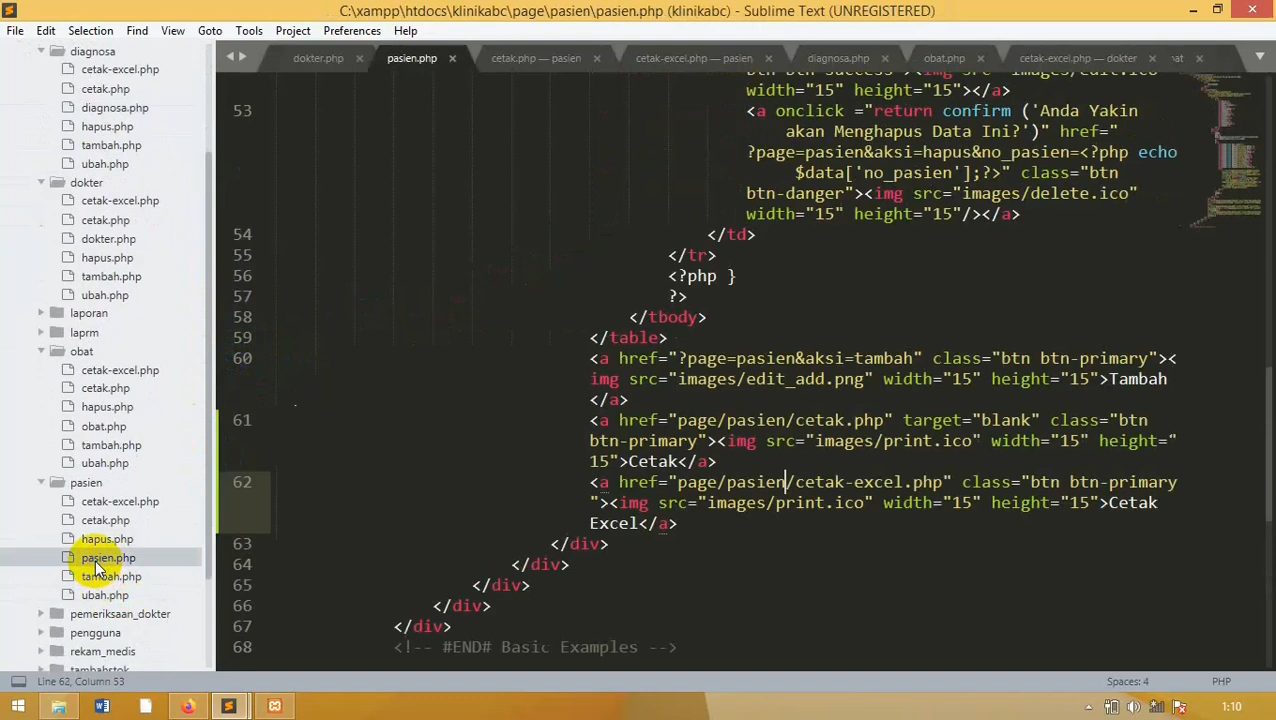 C:\xampp\htdocs\klinikabc\page\pasien\pasien.php (klinikabc) - Sublime Text (UNREGISTERED)
File Edit Selection Find View Goto Tools Project Preferences Help
dokter.php pasien.php cetak.php — pasien cetak-excel.php — pasien diagnosa.php obat.php cetak-excel.php — dokter
diagnosa
cetak-excel.php
cetak.php
diagnosa.php
hapus.php
tambah.php
ubah.php
dokter
cetak-excel.php
cetak.php
dokter.php
hapus.php
tambah.php
ubah.php
laporan
laprm
obat
cetak-excel.php
cetak.php
hapus.php
obat.php
tambah.php
ubah.php
pasien
cetak-excel.php
cetak.php
hapus.php
pasien.php
tambah.php
ubah.php
pemeriksaan_dokter
pengguna
rekam_medis
tambahstok
width="15" height="15"></a>
53 <a onclick ="return confirm ('Anda Yakin
akan Menghapus Data Ini?')" href="
?page=pasien&aksi=hapus&no_pasien=<?php echo
$data['no_pasien'];?>" class="btn
btn-danger"><img src="images/delete.ico"
width="15" height="15"/></a>
54 </td>
55 </tr>
56 <?php }
57 ?>
58 </tbody>
59 </table>
60 <a href="?page=pasien&aksi=tambah" class="btn btn-primary"><
img src="images/edit_add.png" width="15" height="15">Tambah
</a>
61 <a href="page/pasien/cetak.php" target="blank" class="btn
btn-primary"><img src="images/print.ico" width="15" height="
15">Cetak</a>
62 <a href="page/pasien/cetak-excel.php" class="btn btn-primary
"><img src="images/print.ico" width="15" height="15">Cetak
Excel</a>
63 </div>
64 </div>
65 </div>
66 </div>
67 </div>
68 <!-- #END# Basic Examples -->
Line 62, Column 53 Spaces: 4 PHP
1:10